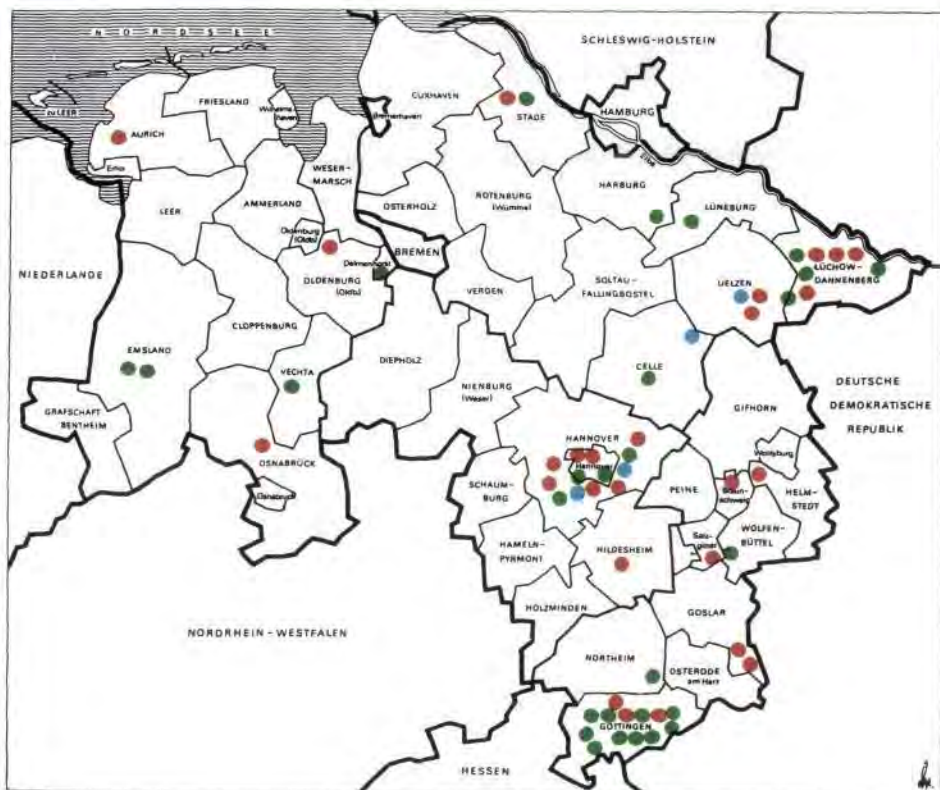 NORDSEE
SCHLESWIG-HOLSTEIN
CUXHAVEN
FRIESLAND
Wilhelmshaven
Bremerhaven
STADE
HAMBURG
zu LEER
AURICH
Emden
Elbe
WESER-
MARSCH
HARBURG
LÜNEBURG
ROTENBURG
(Wümme)
AMMERLAND
OSTERHOLZ
LEER
Oldenburg
(Oldb)
BREMEN
Delmenhorst
LÜCHOW-
DANNENBERG
NIEDERLANDE
OLDENBURG
(Oldb)
VERDEN
SOLTAU-
FALLINGBOSTEL
UELZEN
CLOPPENBURG
EMSLAND
VECHTA
DIEPHOLZ
CELLE
NIENBURG
(Weser)
DEUTSCHE
DEMOKRATISCHE
REPUBLIK
GRAFSCHAFT
BENTHEIM
GIFHORN
HANNOVER
Wolfsburg
OSNABRÜCK
Hannover
SCHAUM-
BURG
PEINE
Braun-
schweig
HELM-
STEDT
Osnabrück
WOLFEN-
BÜTTEL
HAMELN-
PYRMONT
Salz-
gitter
HILDESHEIM
HOLZMINDEN
GOSLAR
NORDRHEIN-WESTFALEN
NORTHEIM
OSTERODE
am Harz
GÖTTINGEN
HESSEN